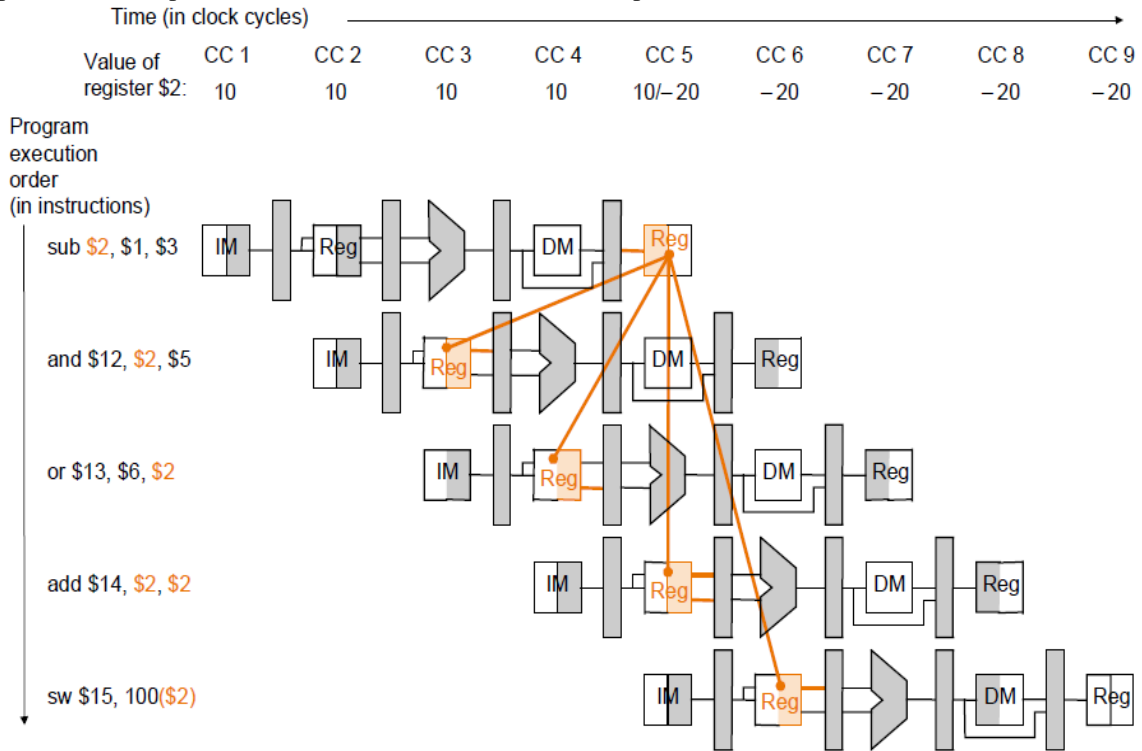 Time (in clock cycles)
Value of register $2:
CC 1 CC 2 CC 3 CC 4 CC 5 CC 6 CC 7 CC 8 CC 9
10 10 10 10 10/–20 –20 –20 –20 –20
Program
execution
order
(in instructions)
sub $2, $1, $3
IM Reg DM Reg
and $12, $2, $5
IM Reg DM Reg
or $13, $6, $2
IM Reg DM Reg
add $14, $2, $2
IM Reg DM Reg
sw $15, 100($2)
IM Reg DM Reg